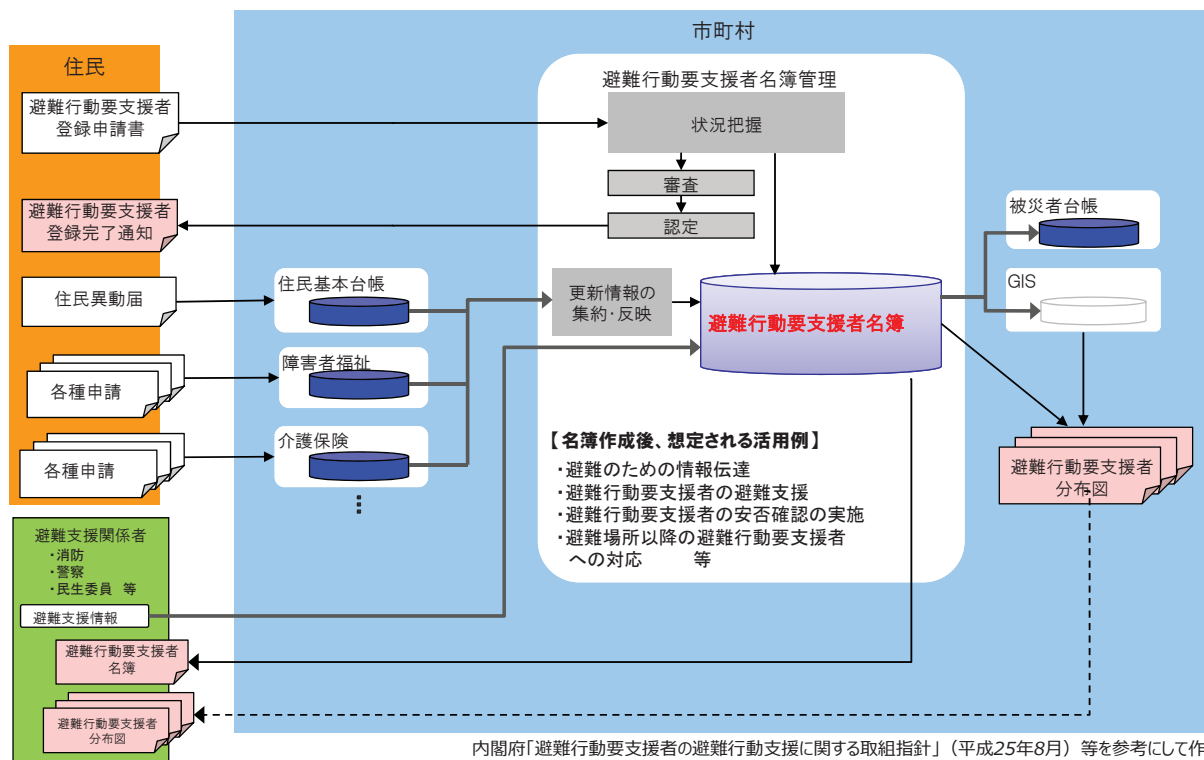 市町村
住民
避難行動要支援者
登録申請書
避難行動要支援者
登録完了通知
住民異動届
各種申請
各種申請
住民基本台帳
障害者福祉
介護保険
避難行動要支援者名簿管理
状況把握
審査
認定
更新情報の
集約・反映
避難行動要支援者名簿
【名簿作成後、想定される活用例】
・避難のための情報伝達
・避難行動要支援者の避難支援
・避難行動要支援者の安否確認の実施
・避難場所以降の避難行動要支援者
への対応 等
被災者台帳
GIS
避難行動要支援者
分布図
避難支援関係者
・消防
・警察
・民生委員 等
避難支援情報
避難行動要支援者
名簿
避難行動要支援者
分布図
内閣府「避難行動要支援者の避難行動支援に関する取組指針」(平成25年8月)等を参考にして作